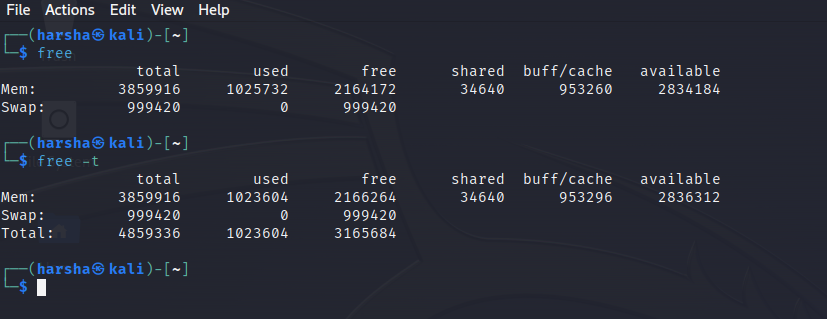 File Actions Edit View Help
┌──(harsha㉿kali)-[~]
└─$ free
total used free shared buff/cache available
Mem: 3859916 1025732 2164172 34640 953260 2834184
Swap: 999420 0 999420
┌──(harsha㉿kali)-[~]
└─$ free -t
total used free shared buff/cache available
Mem: 3859916 1023604 2166264 34640 953296 2836312
Swap: 999420 0 999420
Total: 4859336 1023604 3165684
┌──(harsha㉿kali)-[~]
└─$